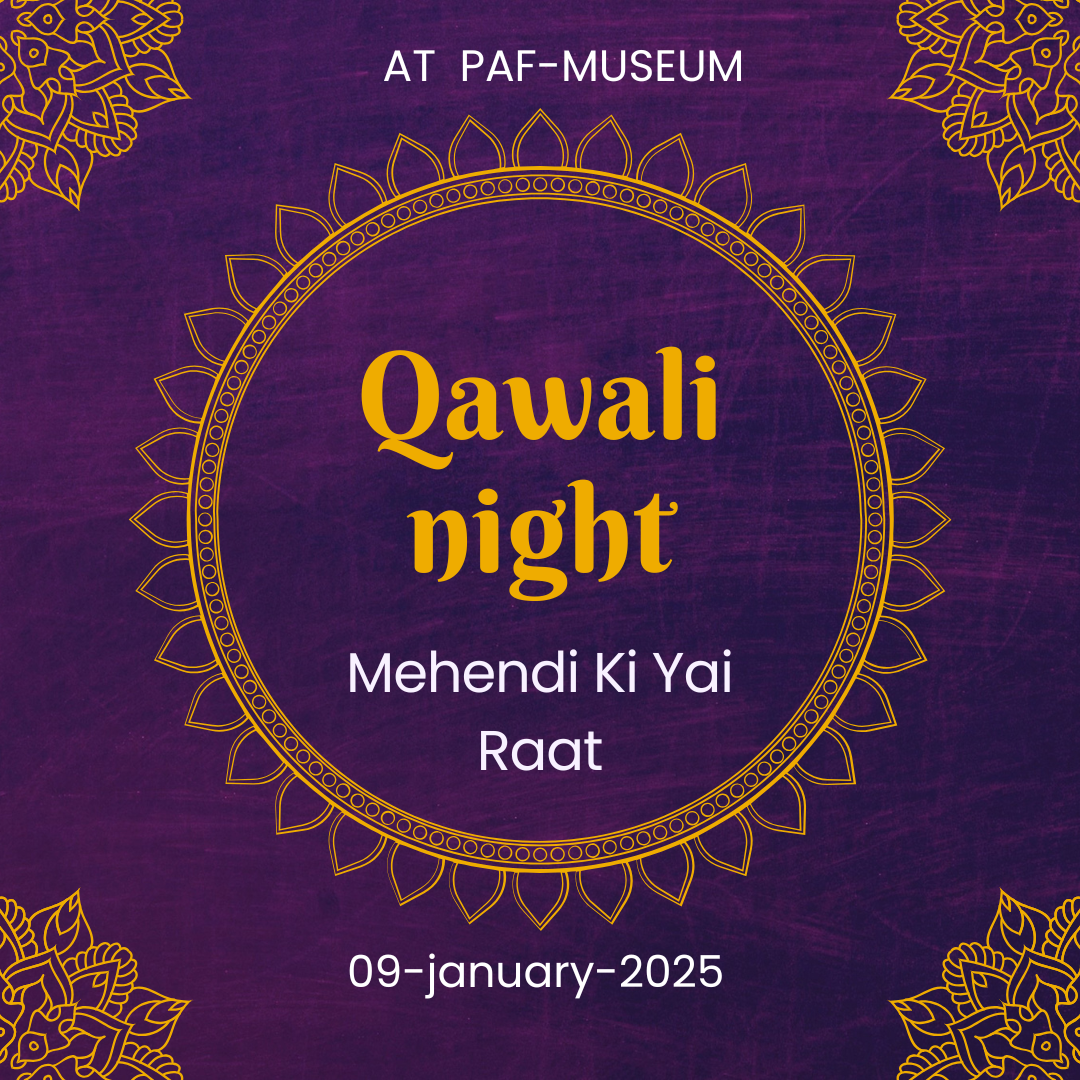 AT PAF-MUSEUM
Qawali
night
Mehendi Ki Yai
Raat
09-january-2025